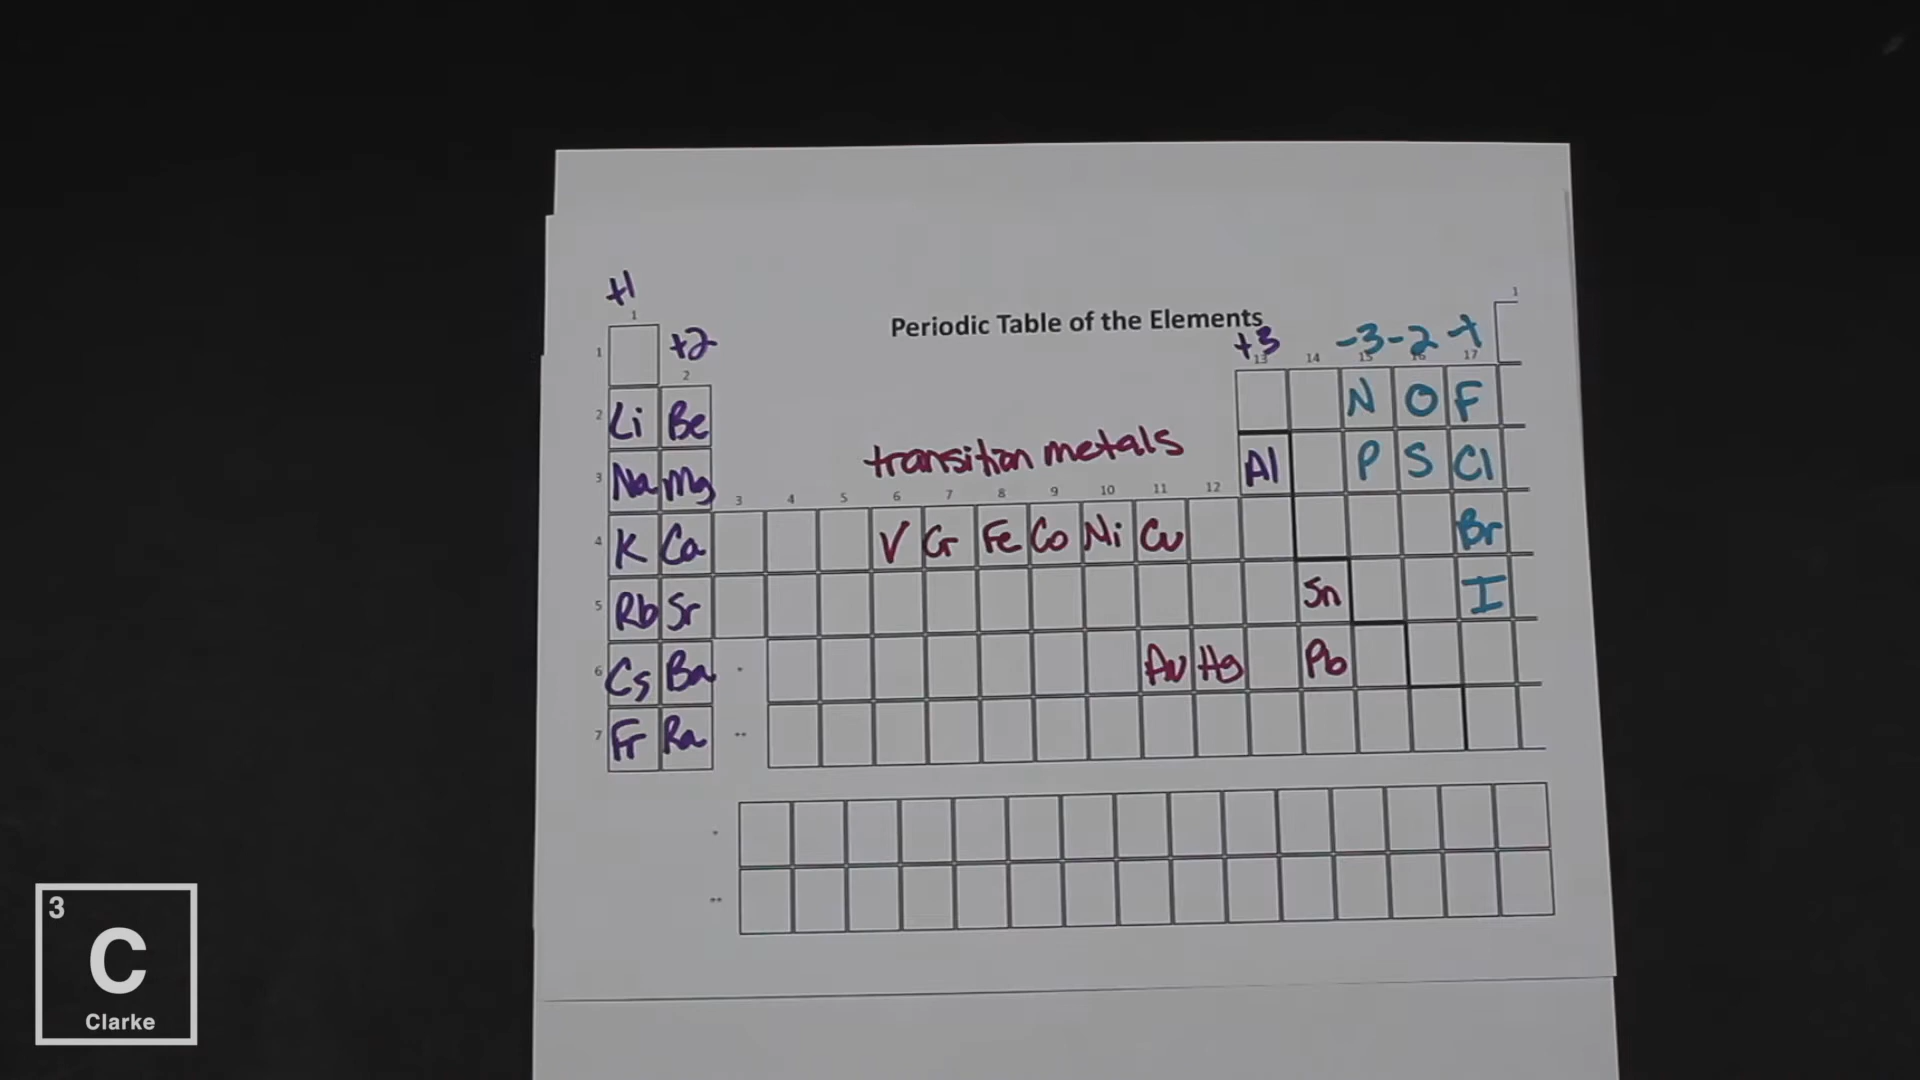 +1
1
Periodic Table of the Elements
1
+2
+3
-3 -2 -1
2
13 14 15 16 17
1
2 Li Be N O F
transition metals
3 Na Mg Al P S Cl
3 4 5 6 7 8 9 10 11 12
4 K Ca V Cr Fe Co Ni Cu Br
5 Rb Sr Sn I
6 Cs Ba * Au Hg Pb
7 Fr Ra **
*
**
3
C
Clarke